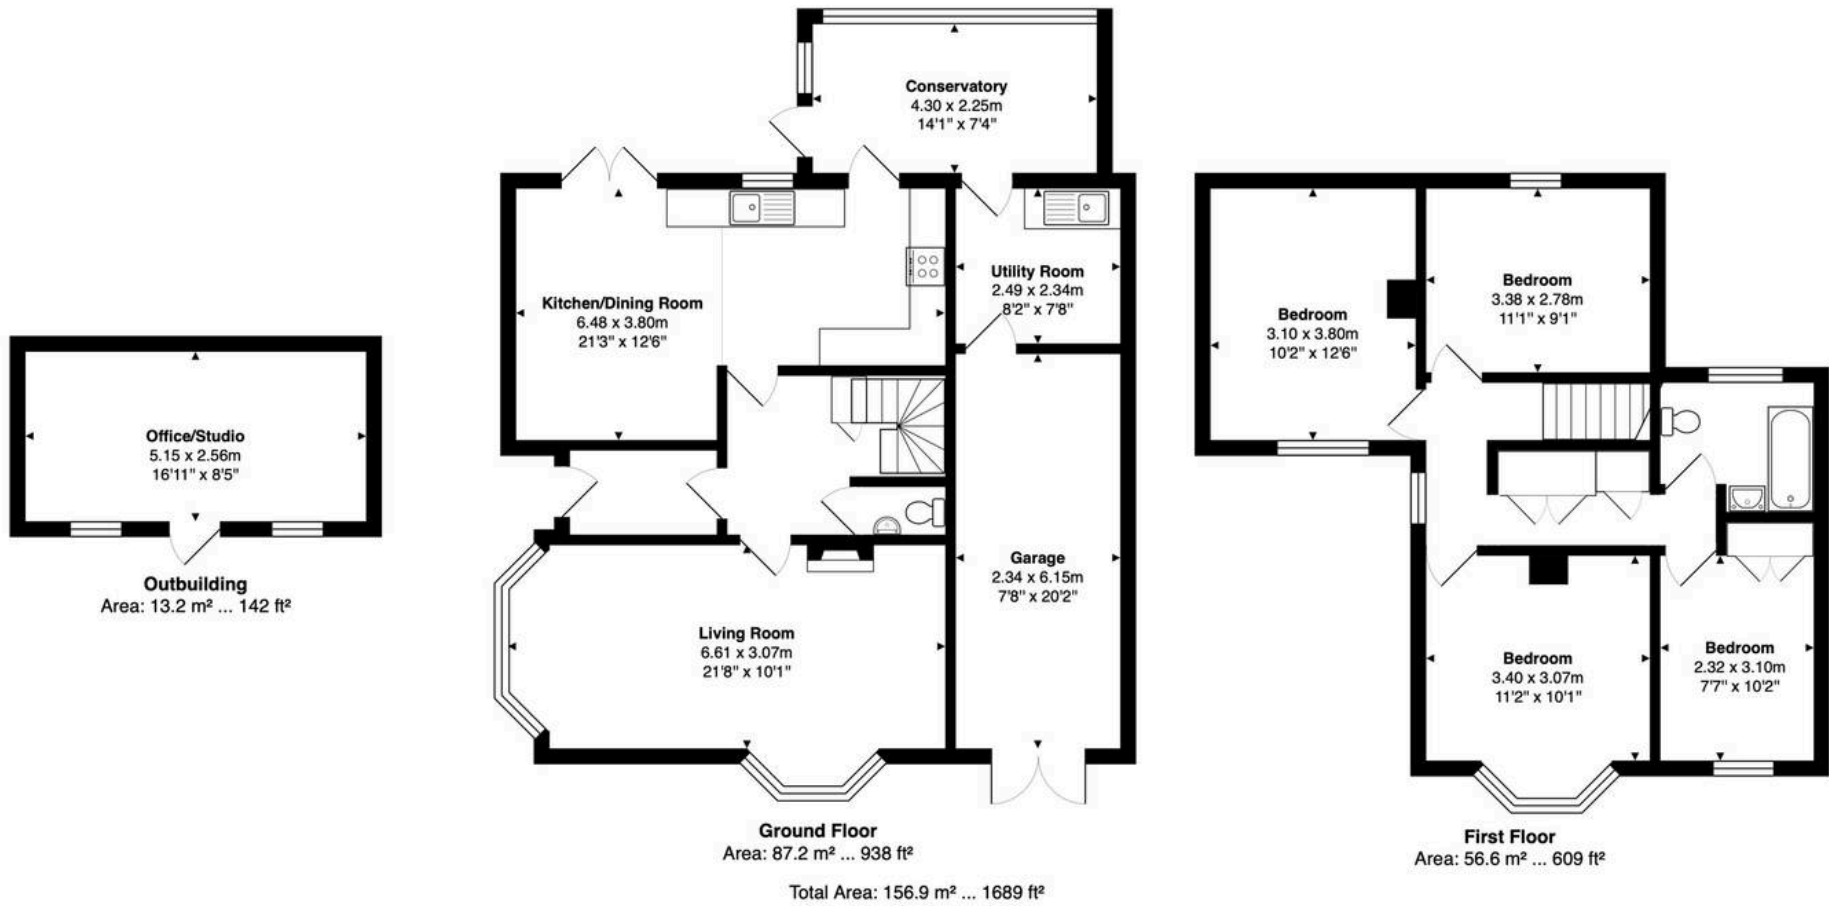 Office/Studio
5.15 x 2.56m
16'11" x 8'5"
Outbuilding
Area: 13.2 m² ... 142 ft²
Conservatory
4.30 x 2.25m
14'1" x 7'4"
Kitchen/Dining Room
6.48 x 3.80m
21'3" x 12'6"
Utility Room
2.49 x 2.34m
8'2" x 7'8"
Garage
2.34 x 6.15m
7'8" x 20'2"
Living Room
6.61 x 3.07m
21'8" x 10'1"
Ground Floor
Area: 87.2 m² ... 938 ft²
Bedroom
3.10 x 3.80m
10'2" x 12'6"
Bedroom
3.38 x 2.78m
11'1" x 9'1"
Bedroom
3.40 x 3.07m
11'2" x 10'1"
Bedroom
2.32 x 3.10m
7'7" x 10'2"
First Floor
Area: 56.6 m² ... 609 ft²
Total Area: 156.9 m² ... 1689 ft²